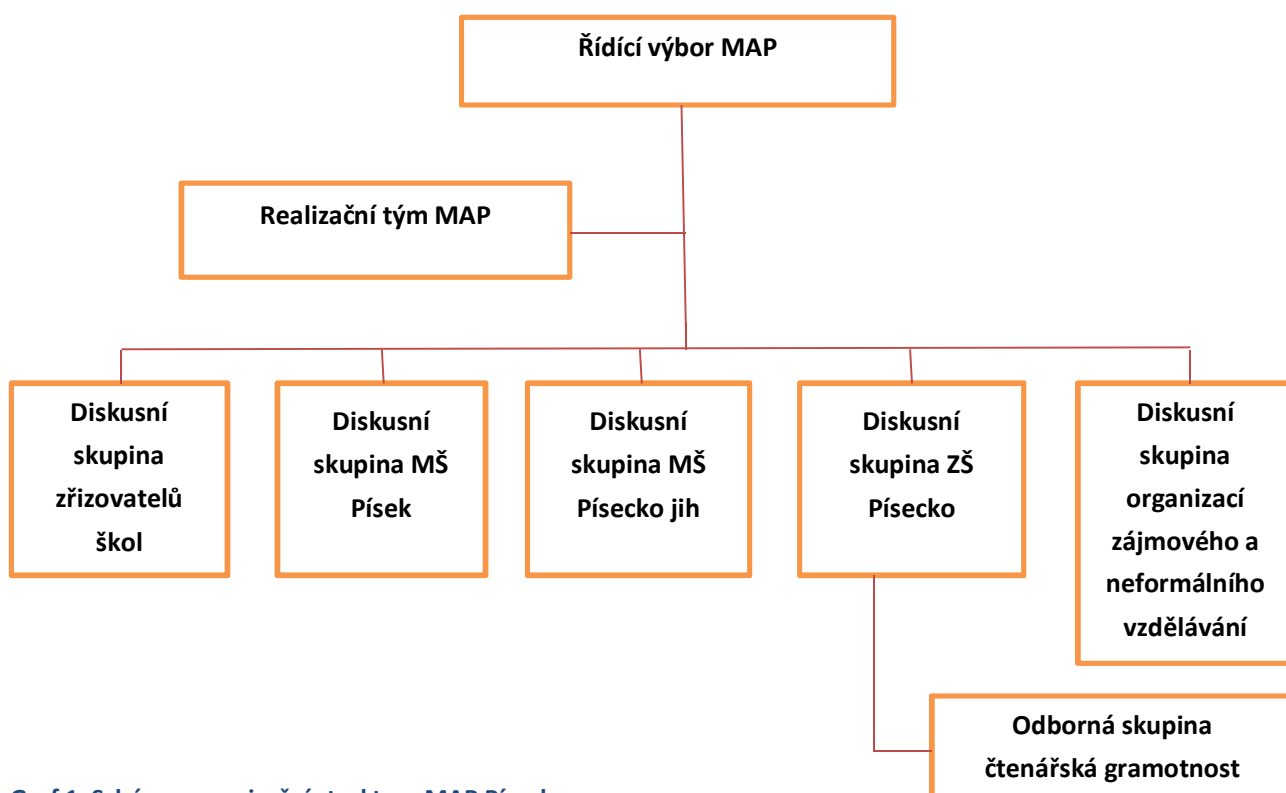 Řídící výbor MAP
Realizační tým MAP
Diskusní
skupina
zřizovatelů
škol
Diskusní
skupina MŠ
Písek
Diskusní
skupina MŠ
Písecko jih
Diskusní
skupina ZŠ
Písecko
Diskusní
skupina
organizací
zájmového a
neformálního
vzdělávání
Odborná skupina
čtenářská gramotnost